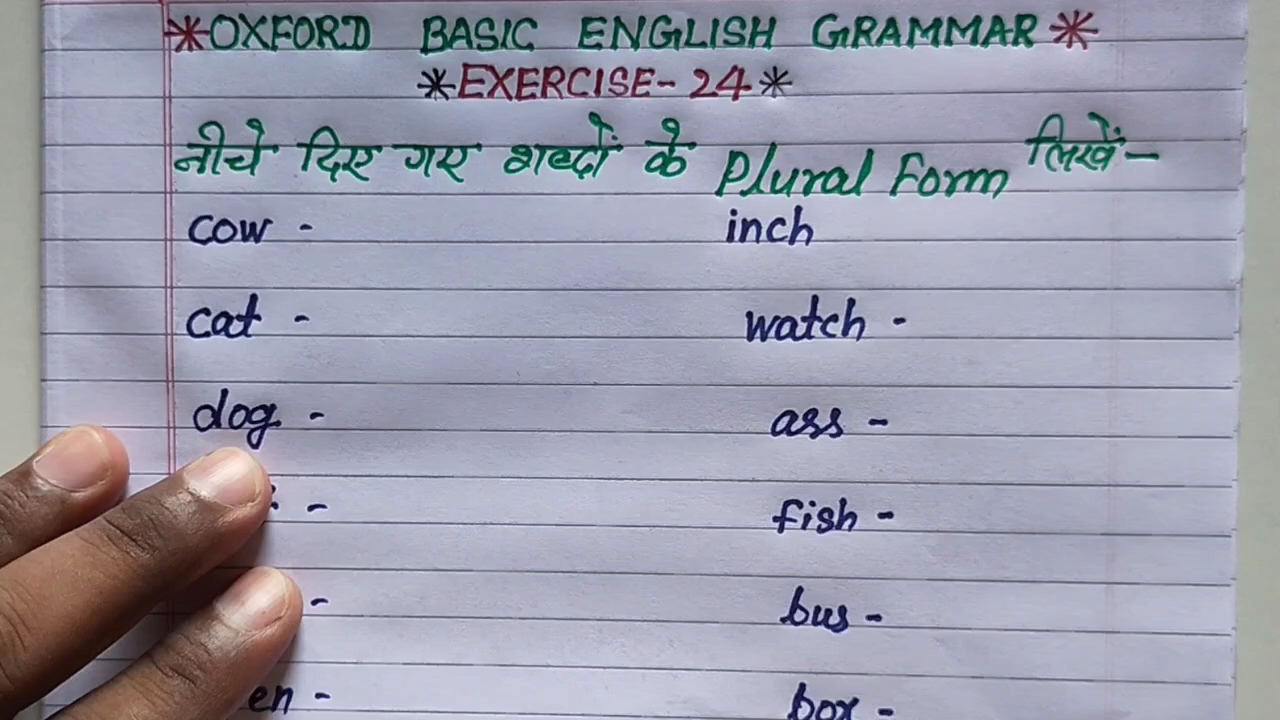 *OXFORD BASIC ENGLISH GRAMMAR*
*EXERCISE-24*
नीचे दिए गए शब्दों के Plural Form लिखें-
cow - inch
cat - watch -
dog - ass -
- fish -
- bus -
en - box -